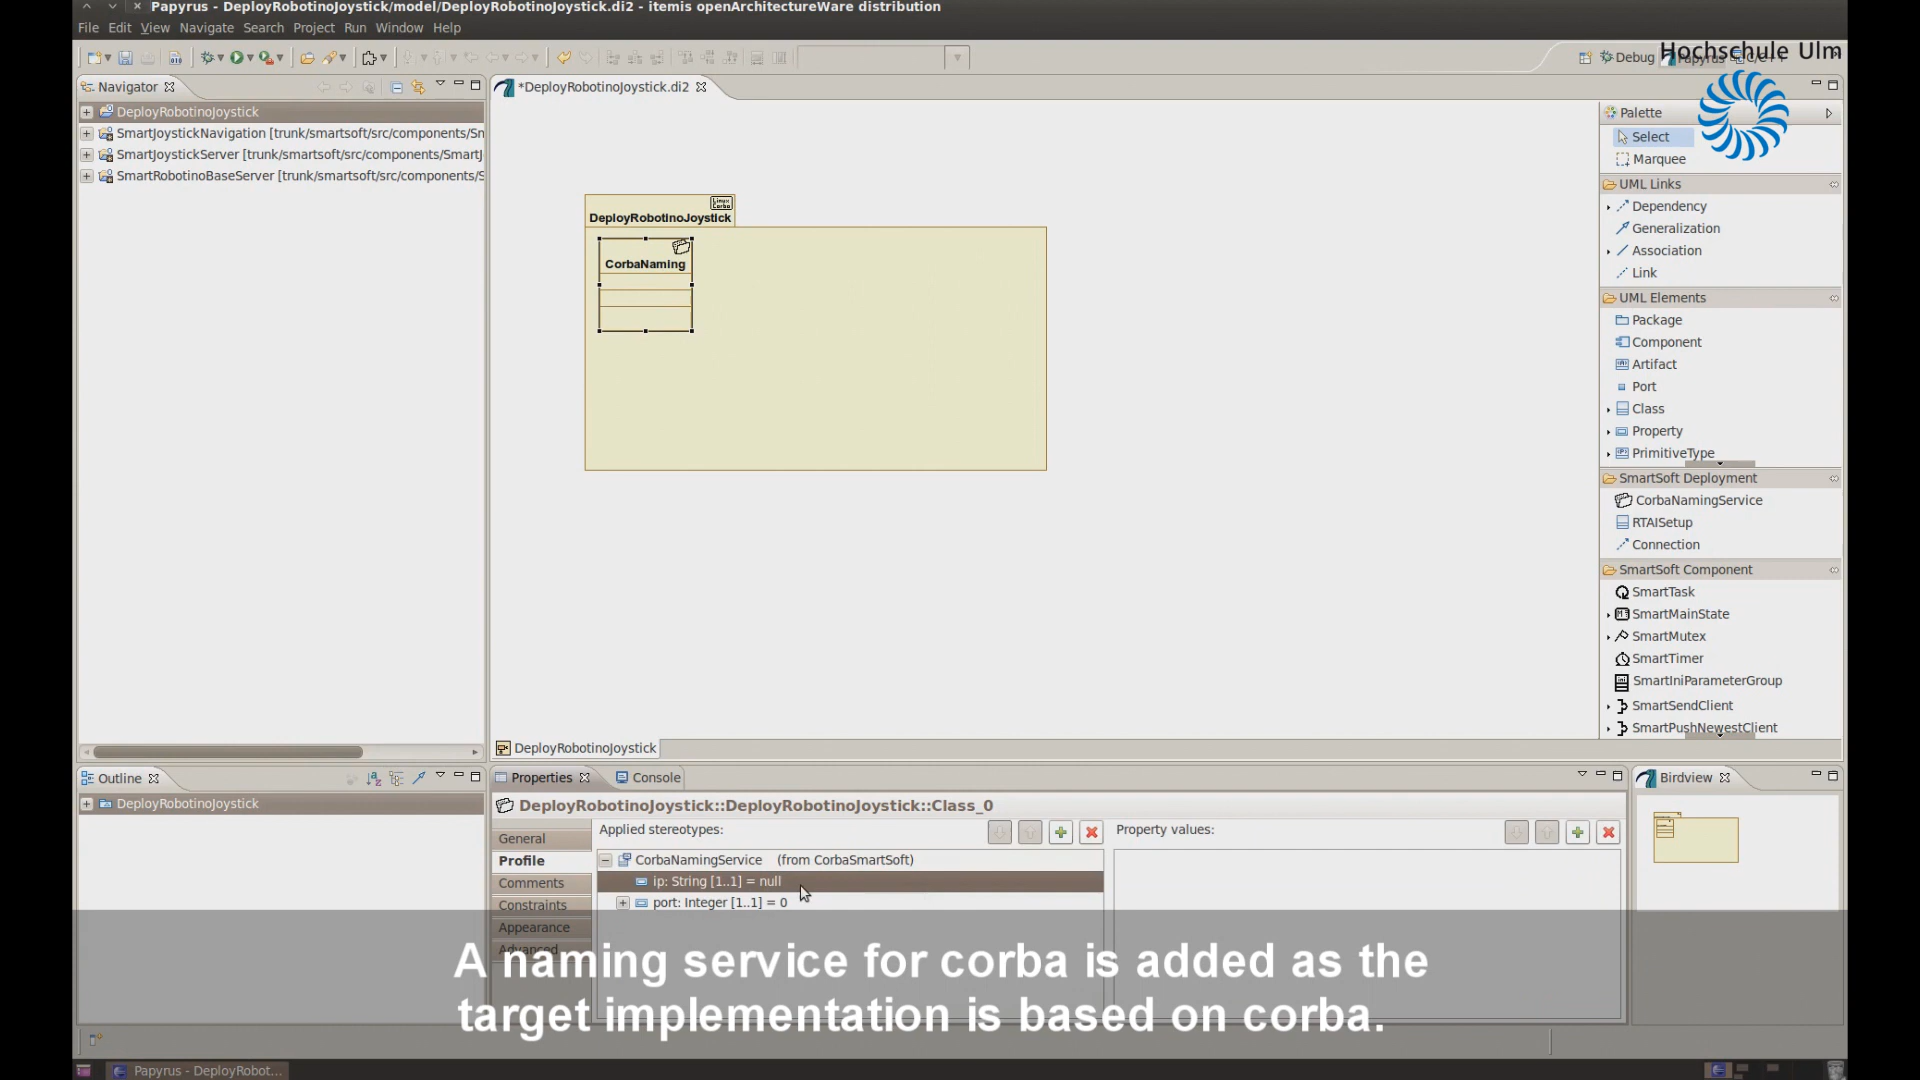 Papyrus - DeployRobotinoJoystick/model/DeployRobotinoJoystick.di2 - itemis openArchitectureWare distribution
File Edit View Navigate Search Project Run Window Help
Hochschule Ulm
Debug Papyrus
Navigator
DeployRobotinoJoystick
SmartJoystickNavigation [trunk/smartsoft/src/components/Sm
SmartJoystickServer [trunk/smartsoft/src/components/SmartJ
SmartRobotinoBaseServer [trunk/smartsoft/src/components/S
*DeployRobotinoJoystick.di2
Linux
Corba
DeployRobotinoJoystick
CorbaNaming
DeployRobotinoJoystick
Palette
Select
Marquee
UML Links
Dependency
Generalization
Association
Link
UML Elements
Package
Component
Artifact
Port
Class
Property
PrimitiveType
SmartSoft Deployment
CorbaNamingService
RTAISetup
Connection
SmartSoft Component
SmartTask
SmartMainState
SmartMutex
SmartTimer
SmartIniParameterGroup
SmartSendClient
SmartPushNewestClient
Outline
DeployRobotinoJoystick
Properties Console
DeployRobotinoJoystick::DeployRobotinoJoystick::Class_0
General
Profile
Comments
Constraints
Appearance
Advanced
Applied stereotypes:
CorbaNamingService (from CorbaSmartSoft)
ip: String [1..1] = null
port: Integer [1..1] = 0
Property values:
Birdview
A naming service for corba is added as the
target implementation is based on corba.
Papyrus - DeployRobot...